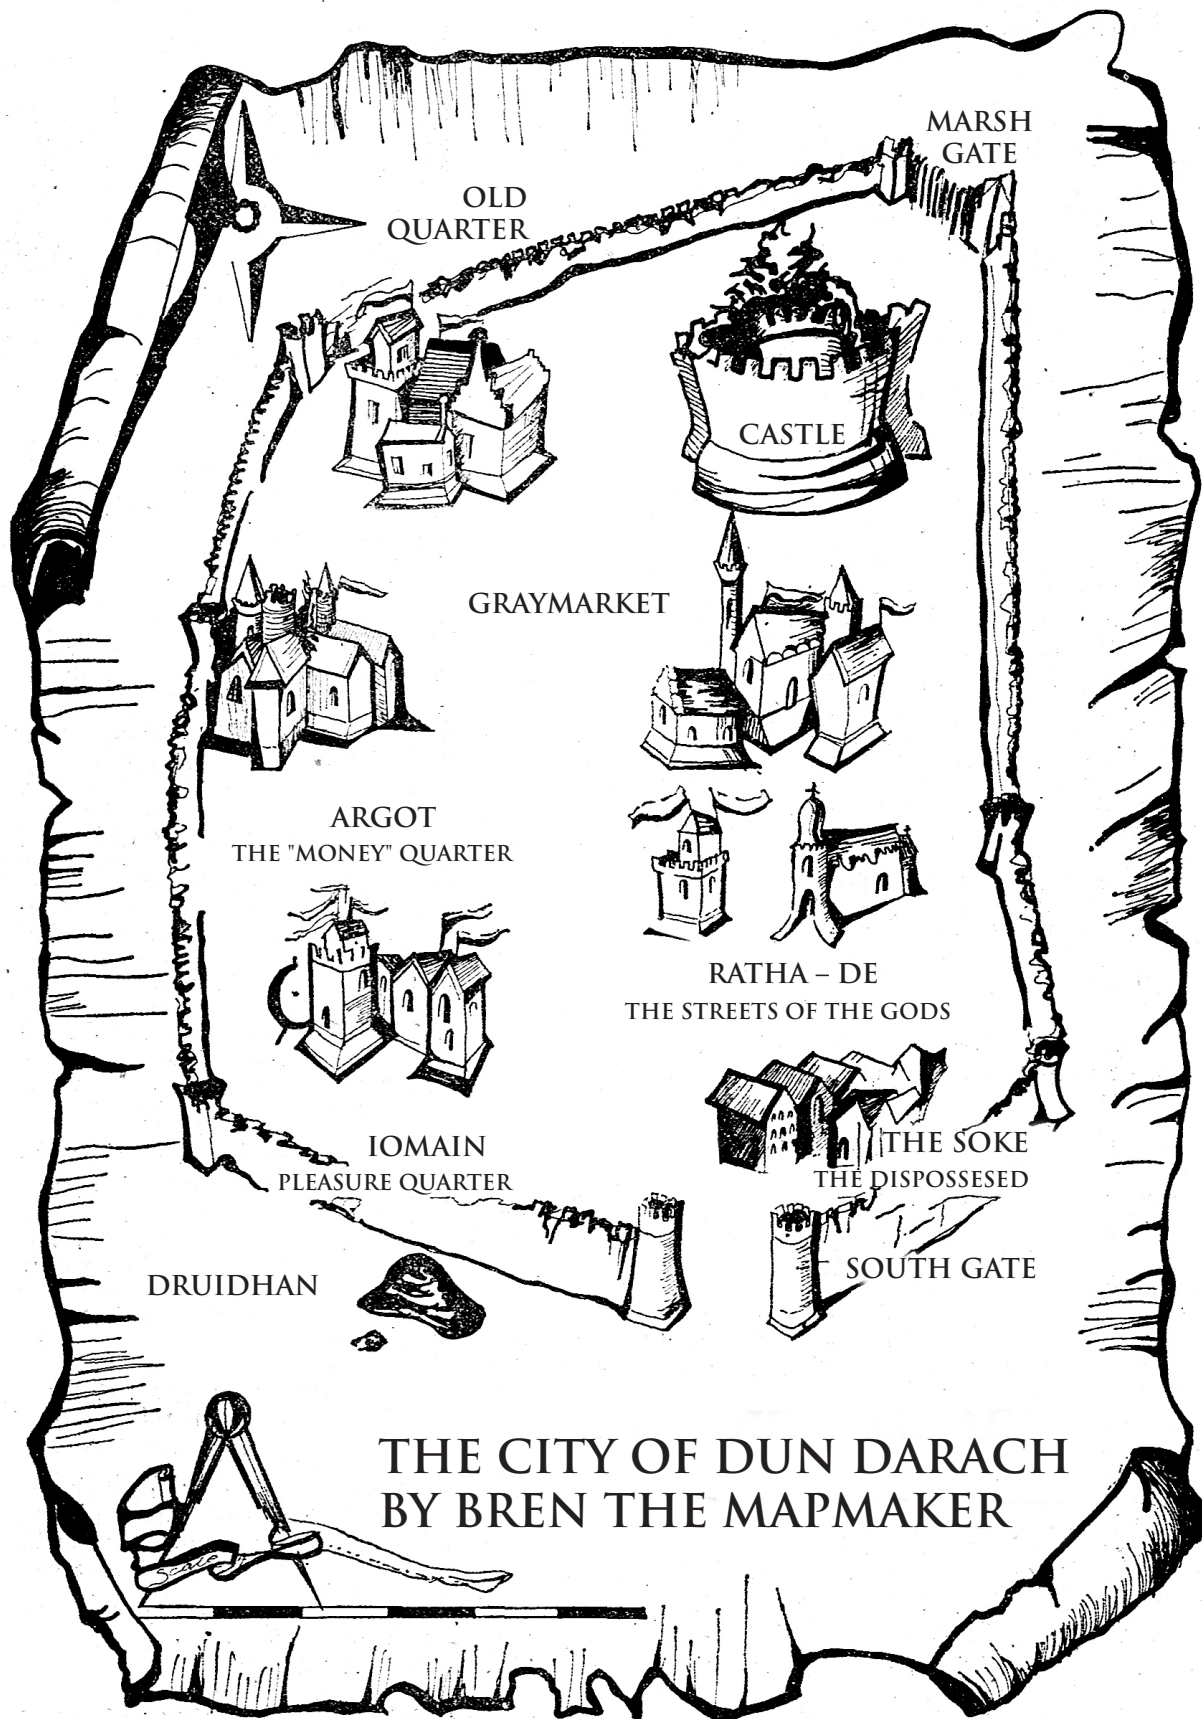 MARSH
GATE
OLD
QUARTER
CASTLE
GRAYMARKET
ARGOT
THE "MONEY" QUARTER
RATHA – DE
THE STREETS OF THE GODS
IOMAIN
PLEASURE QUARTER
THE SOKE
THE DISPOSSESED
DRUIDHAN
SOUTH GATE
THE CITY OF DUN DARACH
BY BREN THE MAPMAKER
Scale